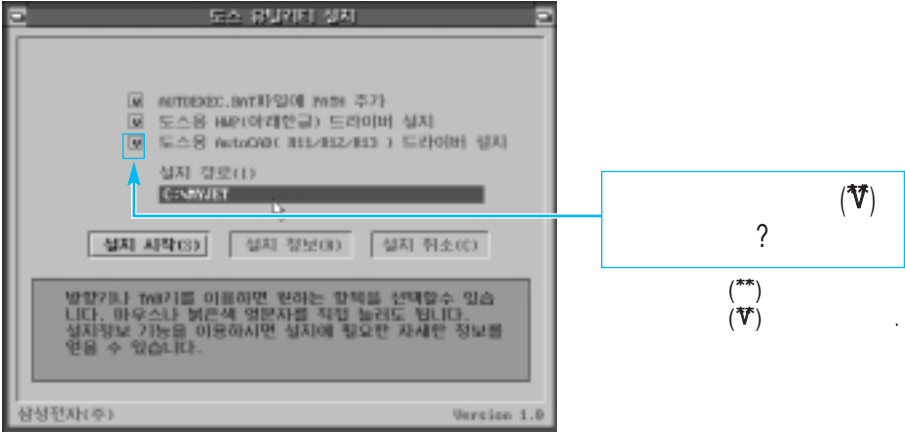 도스 유틸리티 설치
AUTOEXEC.BAT파일에 PATH 추가
도스용 HWP(아래한글) 드라이버 설치
도스용 AutoCAD( R11/R12/R13 ) 드라이버 설치
설치 경로(I)
C:\MYJET
설치 시작(S) 설치 정보(R) 설치 취소(C)
방향키나 TAB키를 이용하면 원하는 항목을 선택할수 있습
니다. 마우스나 붉은색 영문자를 직접 눌러도 됩니다.
설치정보 기능을 이용하시면 설치에 필요한 자세한 정보를
얻을 수 있습니다.
삼성전자(주) Version 1.0
(V)
?
(**)
(V) .